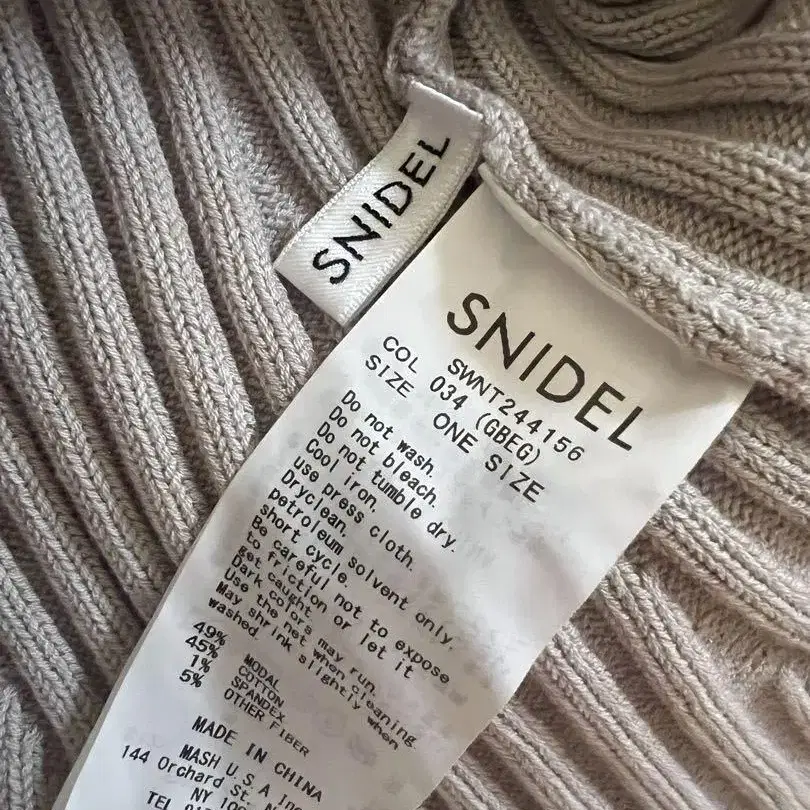 SNIDEL
SNIDEL
SWNT244156
COL 034 (GBEG)
SIZE ONE SIZE
Do not wash.
Do not bleach.
Do not tumble dry.
Cool iron.
use press cloth.
Dryclean.
petroleum solvent only.
short cycle.
Be careful not to expose
to friction or let it
get caught.
Dark colors may run.
Use the net when cleaning
May shrink slightly when
washed.
49% MODAL
45% COTTON
1% SPANDEX
5% OTHER FIBER
MADE IN CHINA
MASH U.S.A Inc
144 Orchard St.
NY
TEL